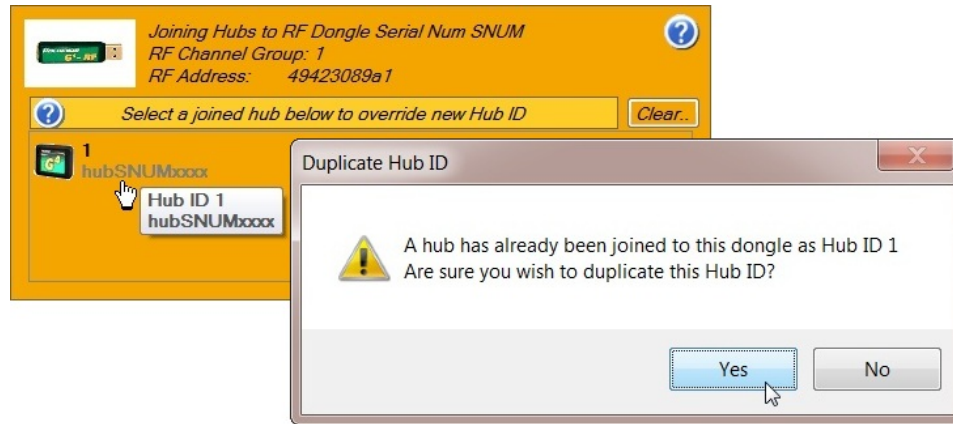 Joining Hubs to RF Dongle Serial Num SNUM
RF Channel Group: 1
RF Address: 49423089a1
G4 - RF
Select a joined hub below to override new Hub ID
Clear..
1
hubSNUMxxxx
G4
Hub ID 1
hubSNUMxxxx
Duplicate Hub ID
A hub has already been joined to this dongle as Hub ID 1
Are sure you wish to duplicate this Hub ID?
Yes
No